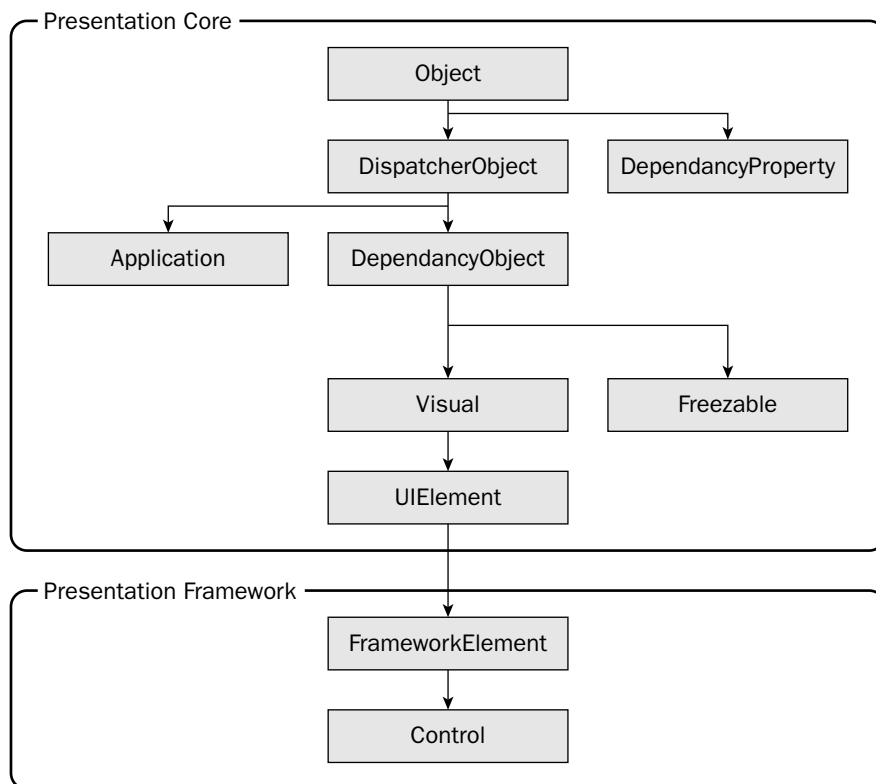 Presentation Core
Object
DispatcherObject
DependancyProperty
Application
DependancyObject
Visual
Freezable
UIElement
Presentation Framework
FrameworkElement
Control